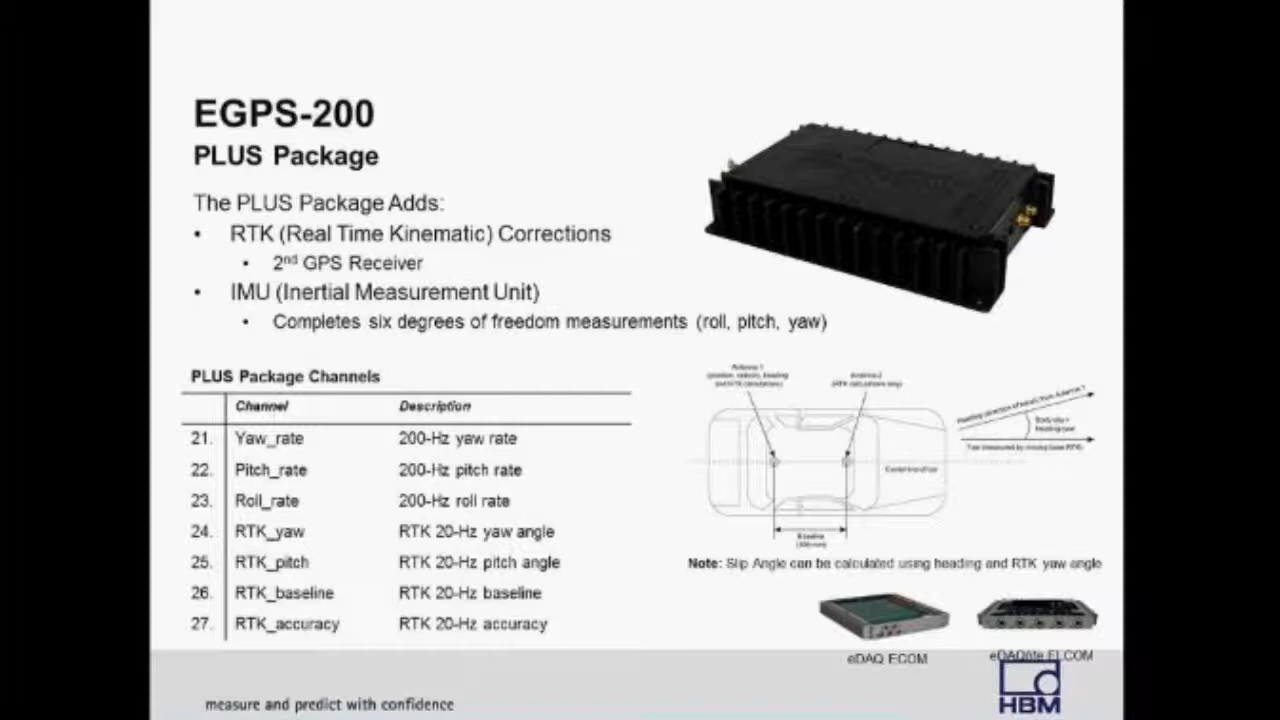 EGPS-200
PLUS Package
The PLUS Package Adds:
• RTK (Real Time Kinematic) Corrections
• 2nd GPS Receiver
• IMU (Inertial Measurement Unit)
• Completes six degrees of freedom measurements (roll, pitch, yaw)
PLUS Package Channels
Channel Description
21. Yaw_rate 200-Hz yaw rate
22. Pitch_rate 200-Hz pitch rate
23. Roll_rate 200-Hz roll rate
24. RTK_yaw RTK 20-Hz yaw angle
25. RTK_pitch RTK 20-Hz pitch angle
26. RTK_baseline RTK 20-Hz baseline
27. RTK_accuracy RTK 20-Hz accuracy
Antenna 1
Antenna 2
Baseline
Note: Slip Angle can be calculated using heading and RTK yaw angle
eDAQ ECOM
eDAQlite ELCOM
measure and predict with confidence
HBM